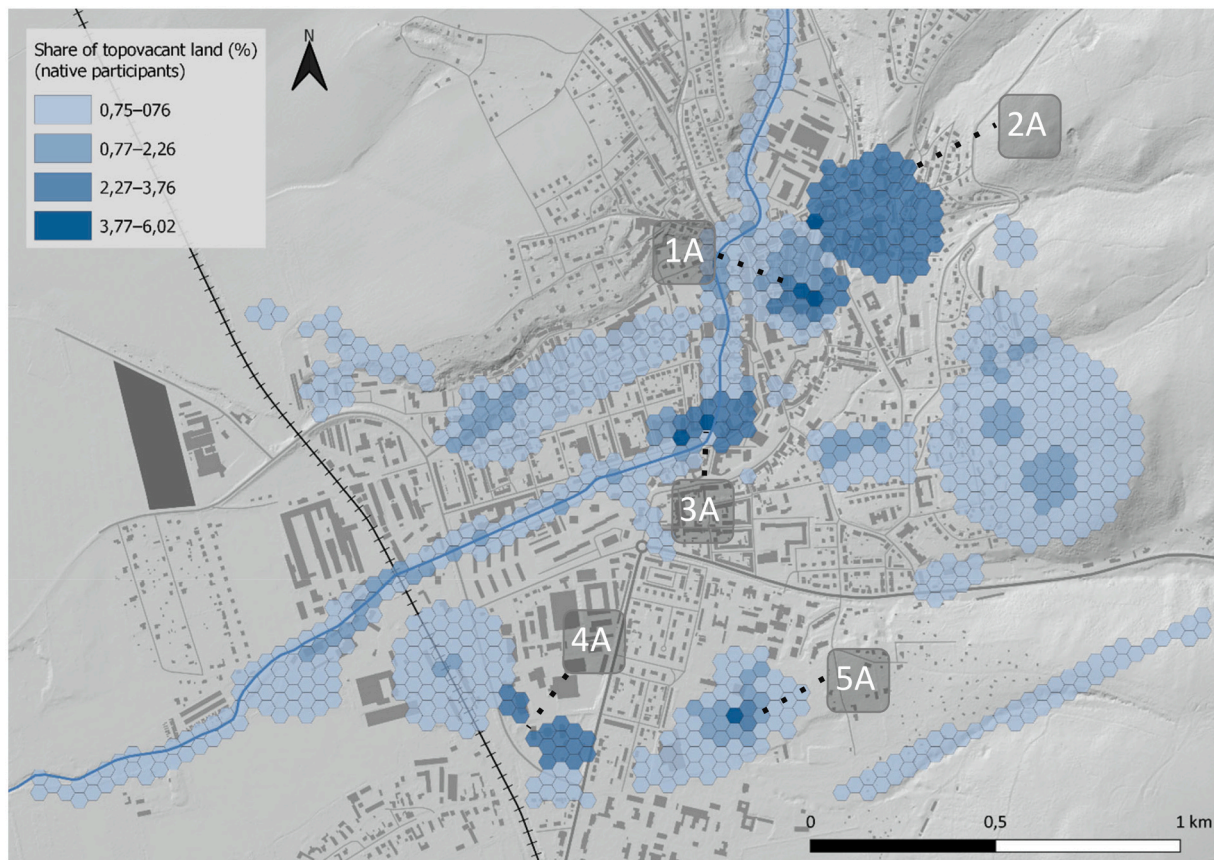 Share of topovacant land (%)
(native participants)
0,75–076
0,77–2,26
2,27–3,76
3,77–6,02
N
2A
1A
3A
4A
5A
0
0,5
1 km